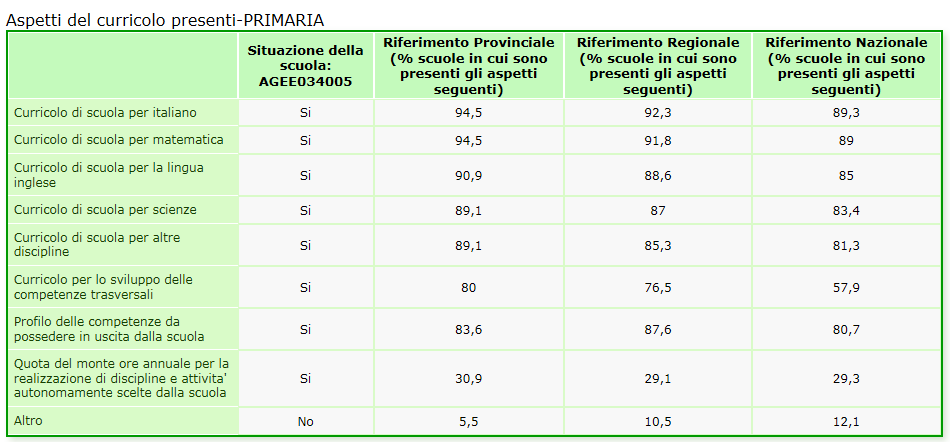 Aspetti del curricolo presenti-PRIMARIA
Situazione della
scuola:
AGEE034005
Riferimento Provinciale
(% scuole in cui sono
presenti gli aspetti
seguenti)
Riferimento Regionale
(% scuole in cui sono
presenti gli aspetti
seguenti)
Riferimento Nazionale
(% scuole in cui sono
presenti gli aspetti
seguenti)
Curricolo di scuola per italiano Si 94,5 92,3 89,3
Curricolo di scuola per matematica Si 94,5 91,8 89
Curricolo di scuola per la lingua
inglese Si 90,9 88,6 85
Curricolo di scuola per scienze Si 89,1 87 83,4
Curricolo di scuola per altre
discipline Si 89,1 85,3 81,3
Curricolo per lo sviluppo delle
competenze trasversali Si 80 76,5 57,9
Profilo delle competenze da
possedere in uscita dalla scuola Si 83,6 87,6 80,7
Quota del monte ore annuale per la
realizzazione di discipline e attivita'
autonomamente scelte dalla scuola Si 30,9 29,1 29,3
Altro No 5,5 10,5 12,1